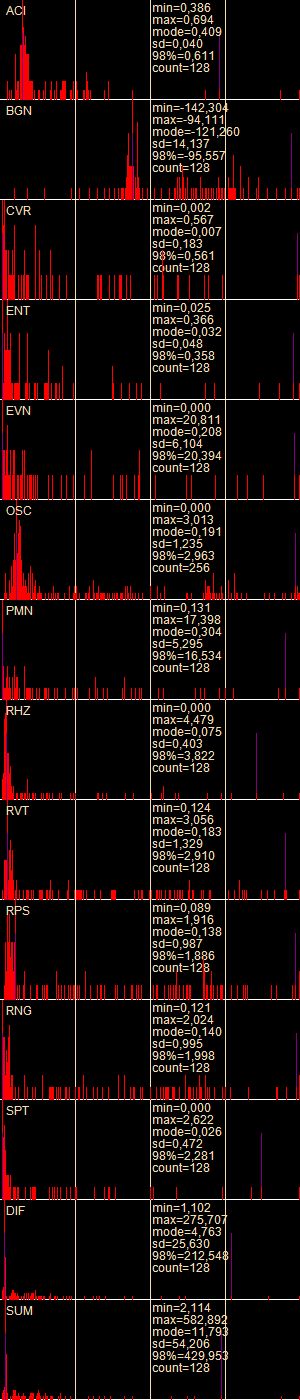 ACI
min=0,386
max=0,694
mode=0,409
sd=0,040
98%=0,611
count=128
BGN
min=-142,304
max=-94,111
mode=-121,260
sd=14,137
98%=-95,557
count=128
CVR
min=0,002
max=0,567
mode=0,007
sd=0,183
98%=0,561
count=128
ENT
min=0,025
max=0,366
mode=0,032
sd=0,048
98%=0,358
count=128
EVN
min=0,000
max=20,811
mode=0,208
sd=6,104
98%=20,394
count=128
OSC
min=0,000
max=3,013
mode=0,191
sd=1,235
98%=2,963
count=256
PMN
min=0,131
max=17,398
mode=0,304
sd=5,295
98%=16,534
count=128
RHZ
min=0,000
max=4,479
mode=0,075
sd=0,403
98%=3,822
count=128
RVT
min=0,124
max=3,056
mode=0,183
sd=1,329
98%=2,910
count=128
RPS
min=0,089
max=1,916
mode=0,138
sd=0,987
98%=1,886
count=128
RNG
min=0,121
max=2,024
mode=0,140
sd=0,995
98%=1,998
count=128
SPT
min=0,000
max=2,622
mode=0,026
sd=0,472
98%=2,281
count=128
DIF
min=1,102
max=275,707
mode=4,763
sd=25,630
98%=212,548
count=128
SUM
min=2,114
max=582,892
mode=11,793
sd=54,206
98%=429,953
count=128